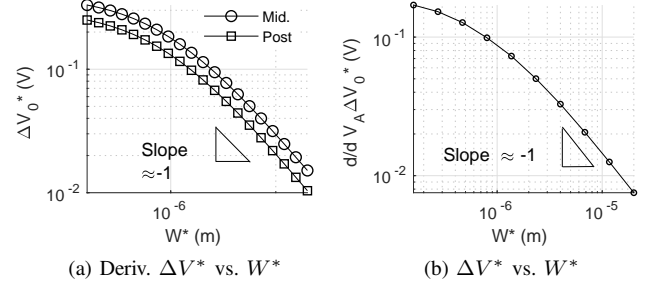 Mid.
Post
ΔV₀* (V)
10⁻¹
10⁻²
Slope
≈-1
10⁻⁶
W* (m)
(a) Deriv. ΔV* vs. W*
d/d V_A ΔV₀* (V)
10⁻¹
10⁻²
Slope ≈ -1
10⁻⁶ 10⁻⁵
W* (m)
(b) ΔV* vs. W*